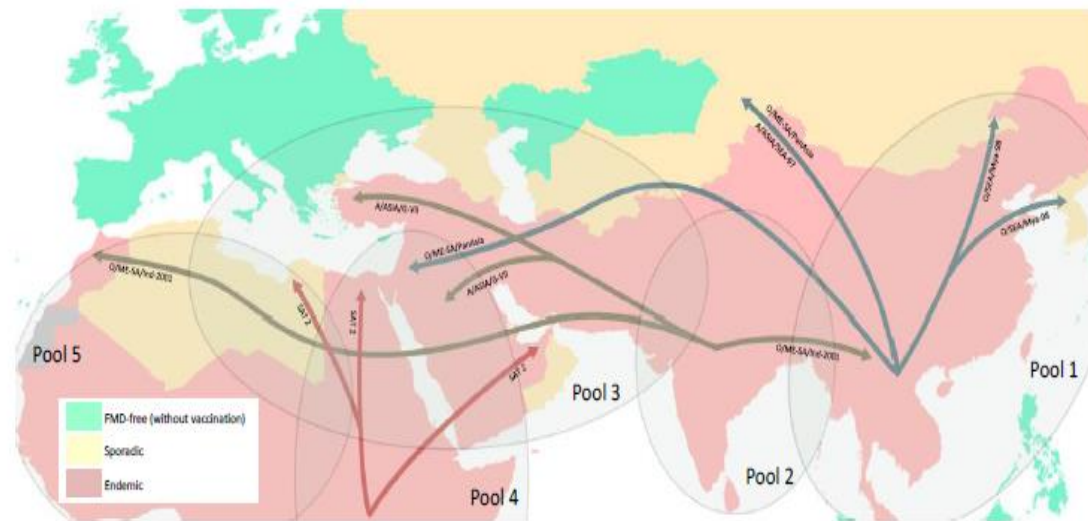 O/ME-SA/PanAsia
A/ASIA/SEA-97
O/SEA/Mya-98
O/SEA/Mya-98
A/ASIA/G-VII
O/ME-SA/PanAsia
A/ASIA/G-VII
O/ME-SA/Ind-2001
SAT 2
SAT 2
SAT 2
O/ME-SA/Ind-2001
Pool 5
Pool 1
Pool 3
Pool 2
Pool 4
FMD-free (without vaccination)
Sporadic
Endemic